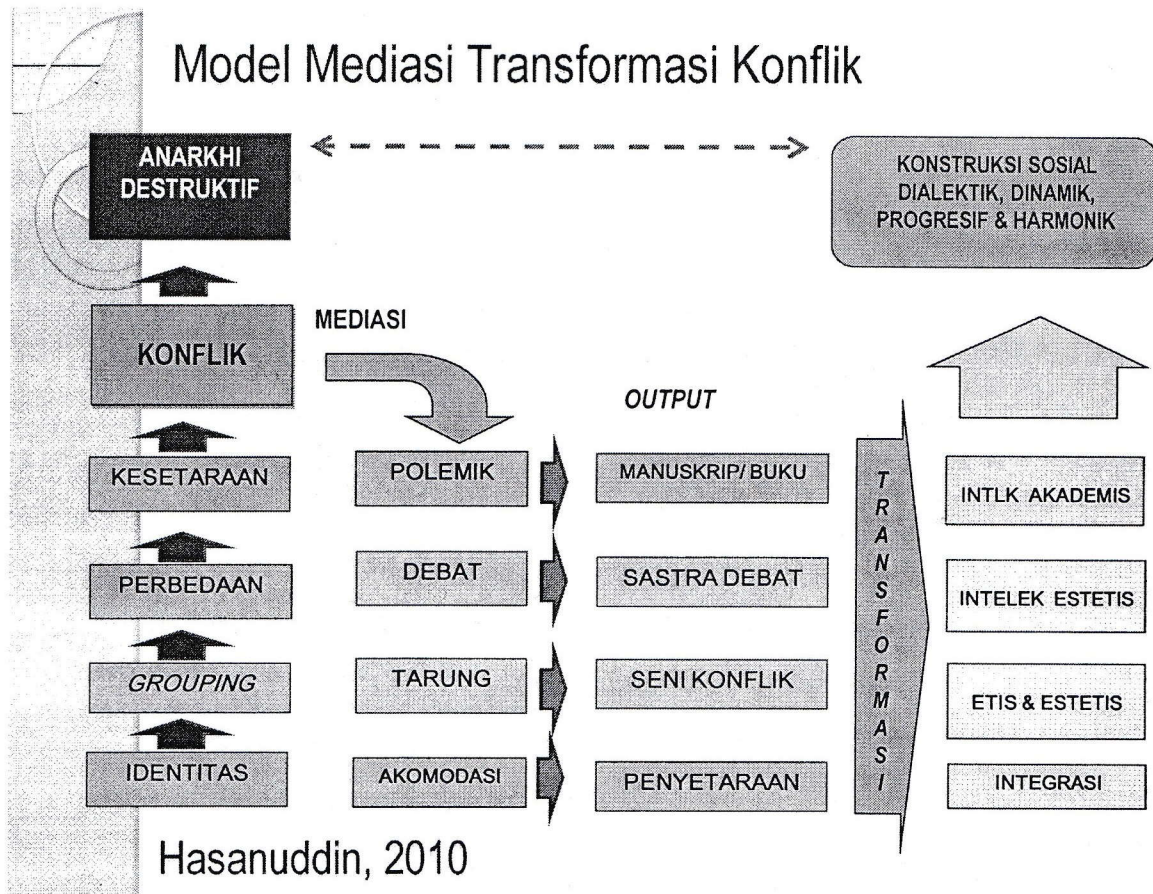 Model Mediasi Transformasi Konflik
ANARKHI
DESTRUKTIF
KONSTRUKSI SOSIAL
DIALEKTIK, DINAMIK,
PROGRESIF & HARMONIK
MEDIASI
KONFLIK
OUTPUT
KESETARAAN
POLEMIK
MANUSKRIP/ BUKU
INTLK AKADEMIS
PERBEDAAN
DEBAT
SASTRA DEBAT
INTELEK ESTETIS
GROUPING
TARUNG
SENI KONFLIK
ETIS & ESTETIS
IDENTITAS
AKOMODASI
PENYETARAAN
INTEGRASI
TRANSFORMASI
Hasanuddin, 2010